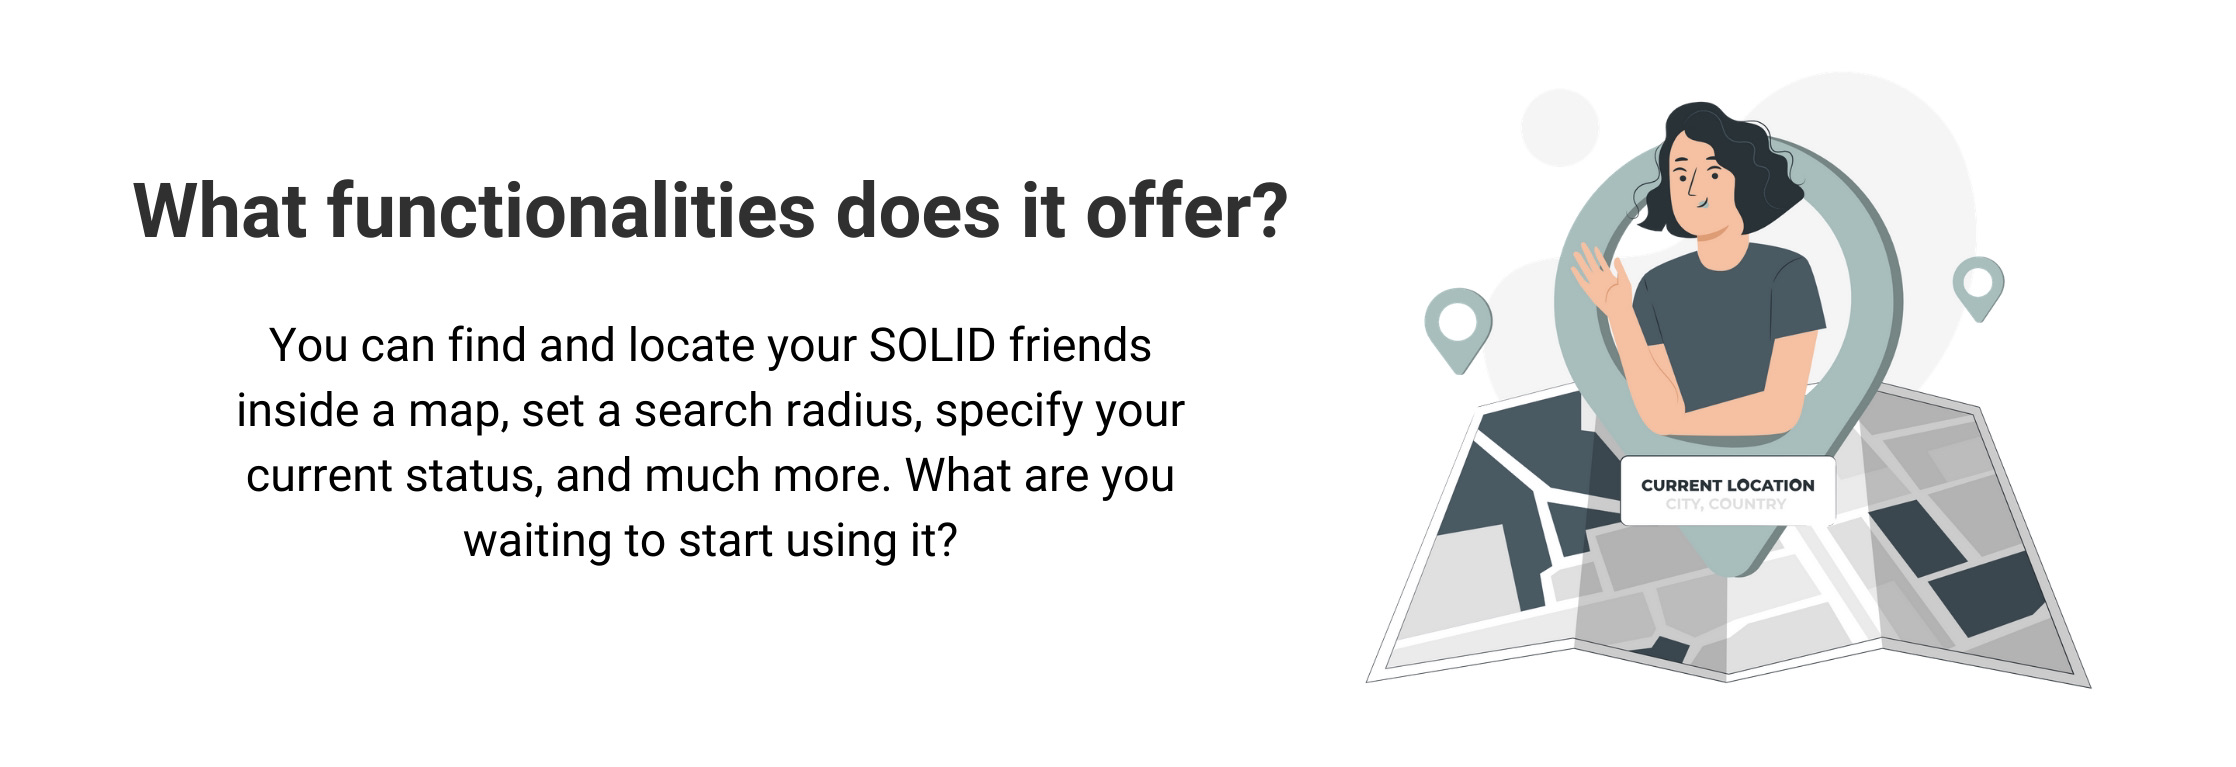 What functionalities does it offer?
You can find and locate your SOLID friends
inside a map, set a search radius, specify your
current status, and much more. What are you
waiting to start using it?
CURRENT LOCATION
CITY, COUNTRY